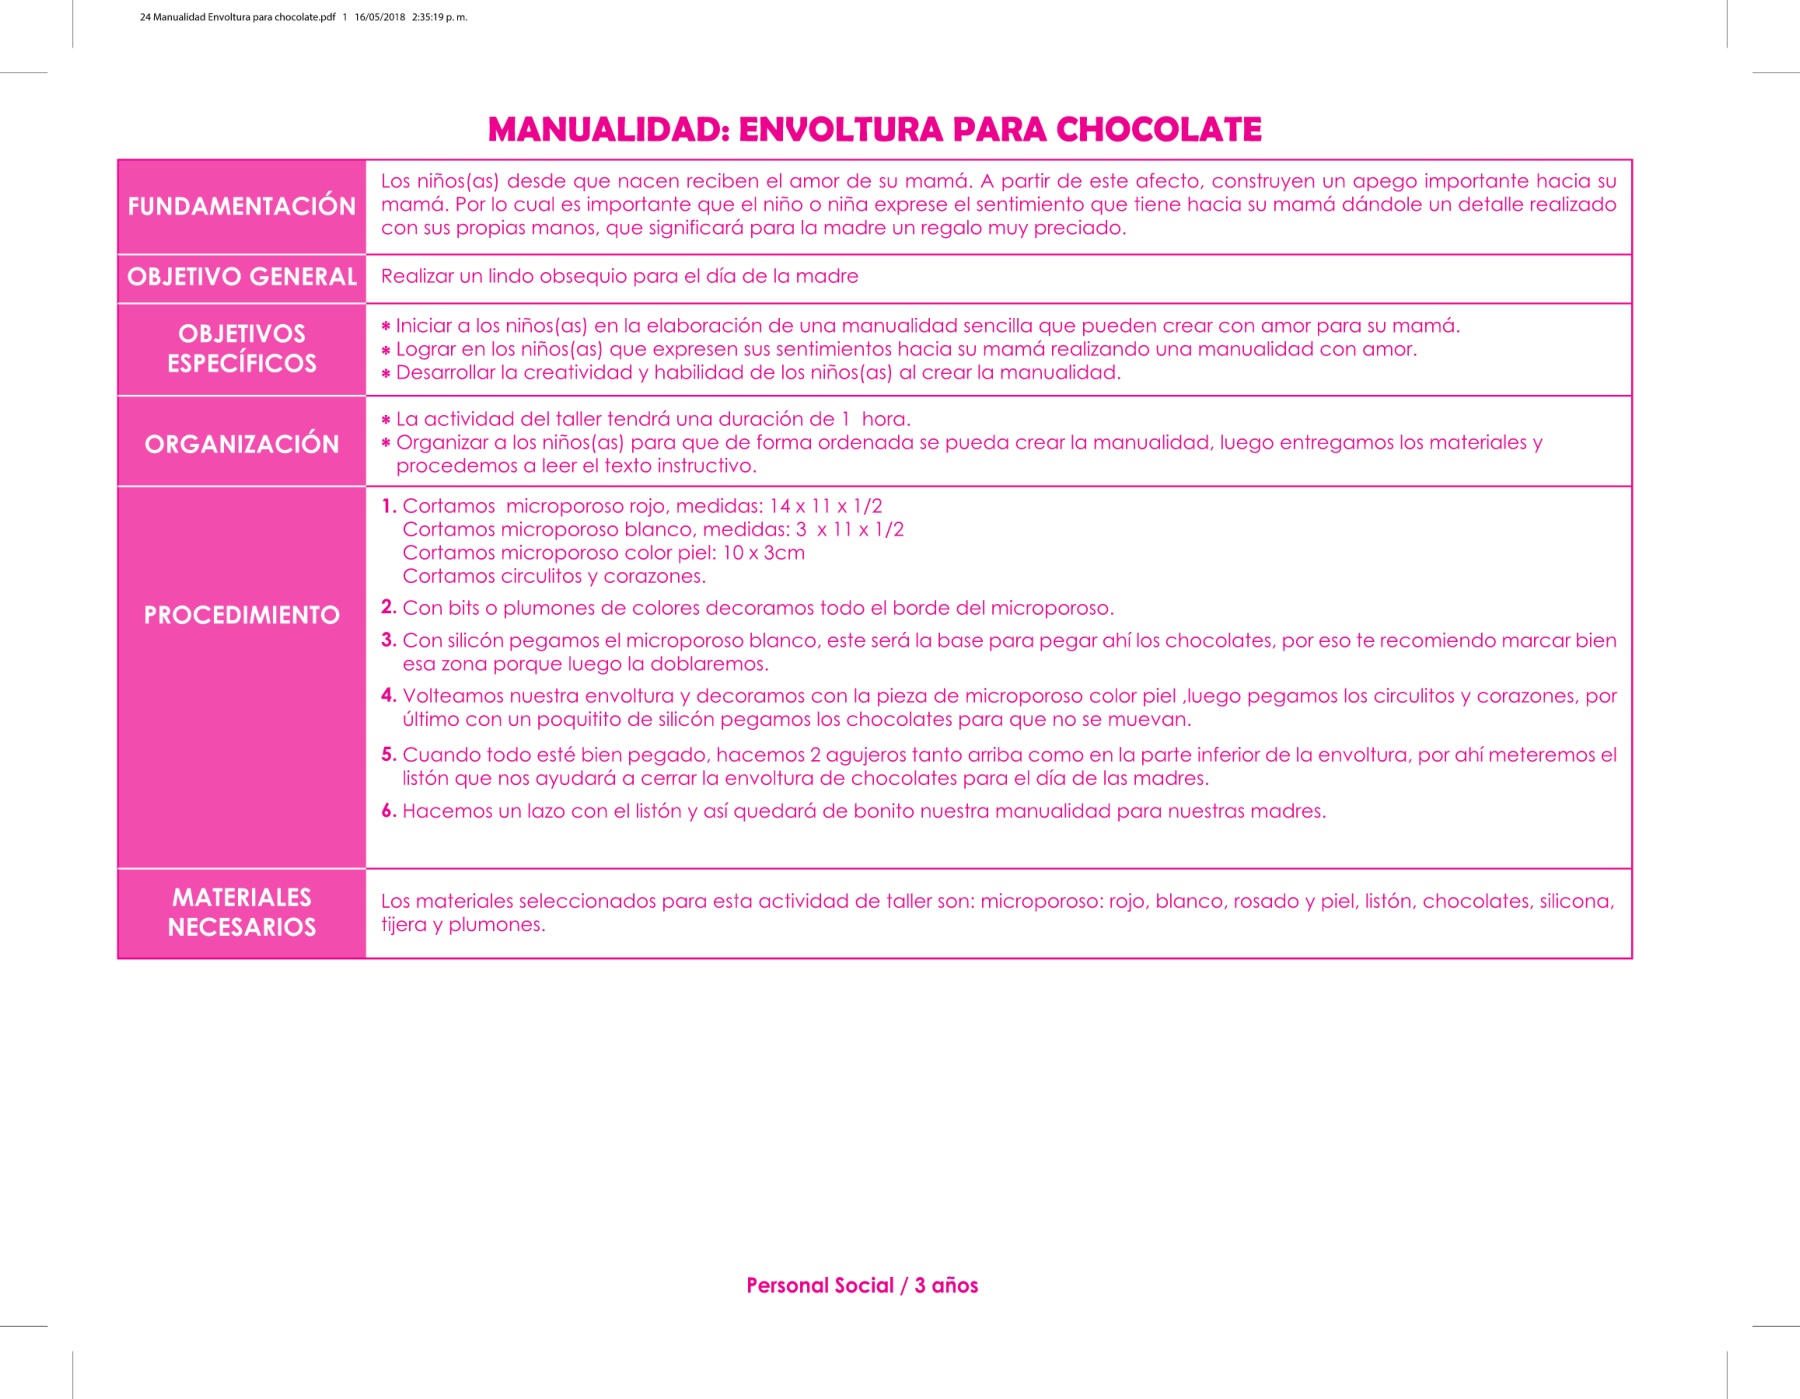 24 Manualidad Envoltura para chocolate.pdf   1   16/05/2018   2:35:19 p. m.
MANUALIDAD: ENVOLTURA PARA CHOCOLATE
FUNDAMENTACIÓN
Los niños(as) desde que nacen reciben el amor de su mamá. A partir de este afecto, construyen un apego importante hacia su
mamá. Por lo cual es importante que el niño o niña exprese el sentimiento que tiene hacia su mamá dándole un detalle realizado
con sus propias manos, que significará para la madre un regalo muy preciado.
OBJETIVO GENERAL
Realizar un lindo obsequio para el día de la madre
OBJETIVOS
ESPECÍFICOS
* Iniciar a los niños(as) en la elaboración de una manualidad sencilla que pueden crear con amor para su mamá.
* Lograr en los niños(as) que expresen sus sentimientos hacia su mamá realizando una manualidad con amor.
* Desarrollar la creatividad y habilidad de los niños(as) al crear la manualidad.
ORGANIZACIÓN
* La actividad del taller tendrá una duración de 1  hora.
* Organizar a los niños(as) para que de forma ordenada se pueda crear la manualidad, luego entregamos los materiales y
procedemos a leer el texto instructivo.
PROCEDIMIENTO
1. Cortamos  microporoso rojo, medidas: 14 x 11 x 1/2
Cortamos microporoso blanco, medidas: 3  x 11 x 1/2
Cortamos microporoso color piel: 10 x 3cm
Cortamos circulitos y corazones.
2. Con bits o plumones de colores decoramos todo el borde del microporoso.
3. Con silicón pegamos el microporoso blanco, este será la base para pegar ahí los chocolates, por eso te recomiendo marcar bien
esa zona porque luego la doblaremos.
4. Volteamos nuestra envoltura y decoramos con la pieza de microporoso color piel ,luego pegamos los circulitos y corazones, por
último con un poquitito de silicón pegamos los chocolates para que no se muevan.
5. Cuando todo esté bien pegado, hacemos 2 agujeros tanto arriba como en la parte inferior de la envoltura, por ahí meteremos el
listón que nos ayudará a cerrar la envoltura de chocolates para el día de las madres.
6. Hacemos un lazo con el listón y así quedará de bonito nuestra manualidad para nuestras madres.
MATERIALES
NECESARIOS
Los materiales seleccionados para esta actividad de taller son: microporoso: rojo, blanco, rosado y piel, listón, chocolates, silicona,
tijera y plumones.
Personal Social / 3 años